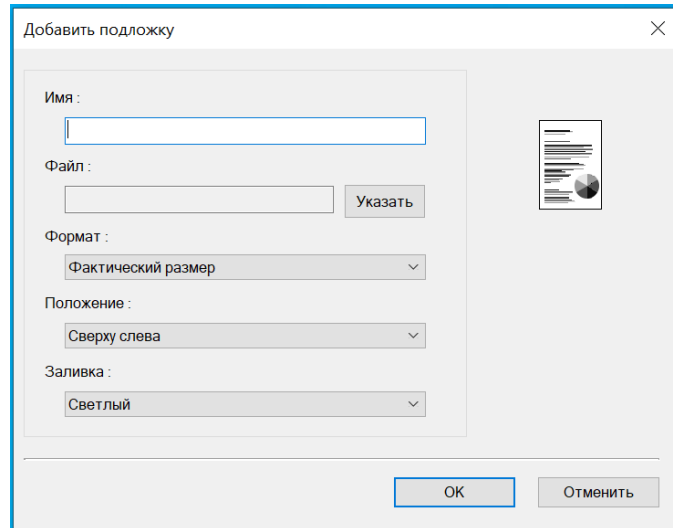 Добавить подложку
Имя :
Файл :
Указать
Формат :
Фактический размер
Положение :
Сверху слева
Заливка :
Светлый
OK
Отменить